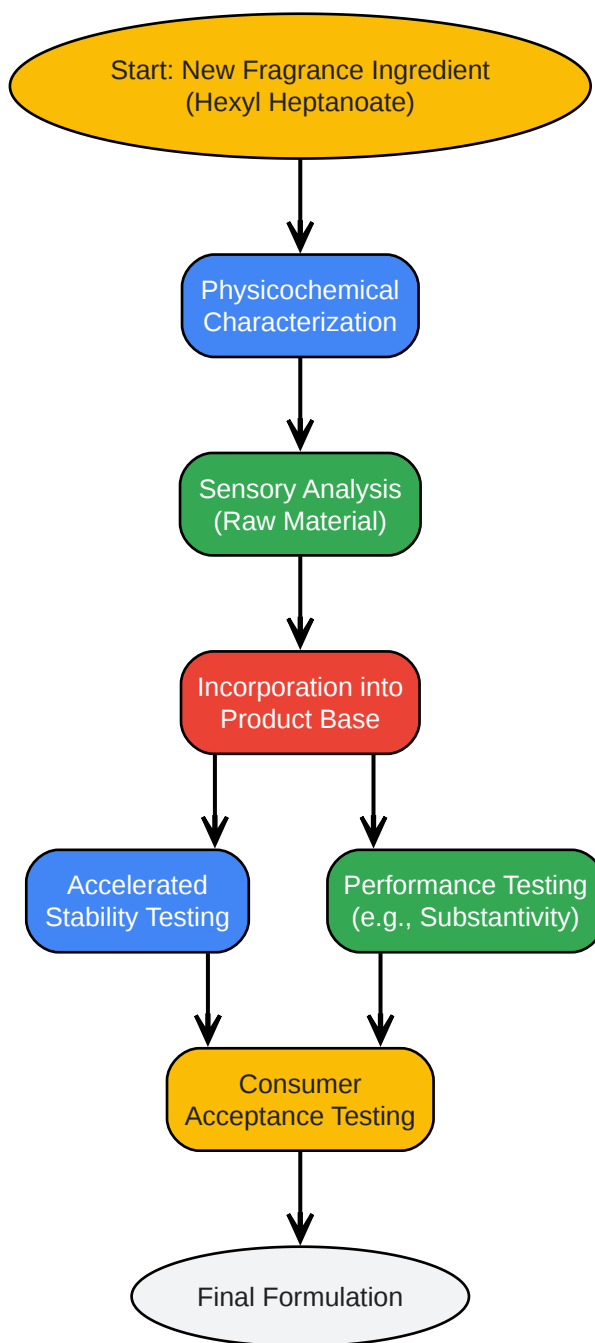 Start: New Fragrance Ingredient
(Hexyl Heptanoate)
Physicochemical
Characterization
Sensory Analysis
(Raw Material)
Incorporation into
Product Base
Accelerated
Stability Testing
Performance Testing
(e.g., Substantivity)
Consumer
Acceptance Testing
Final Formulation